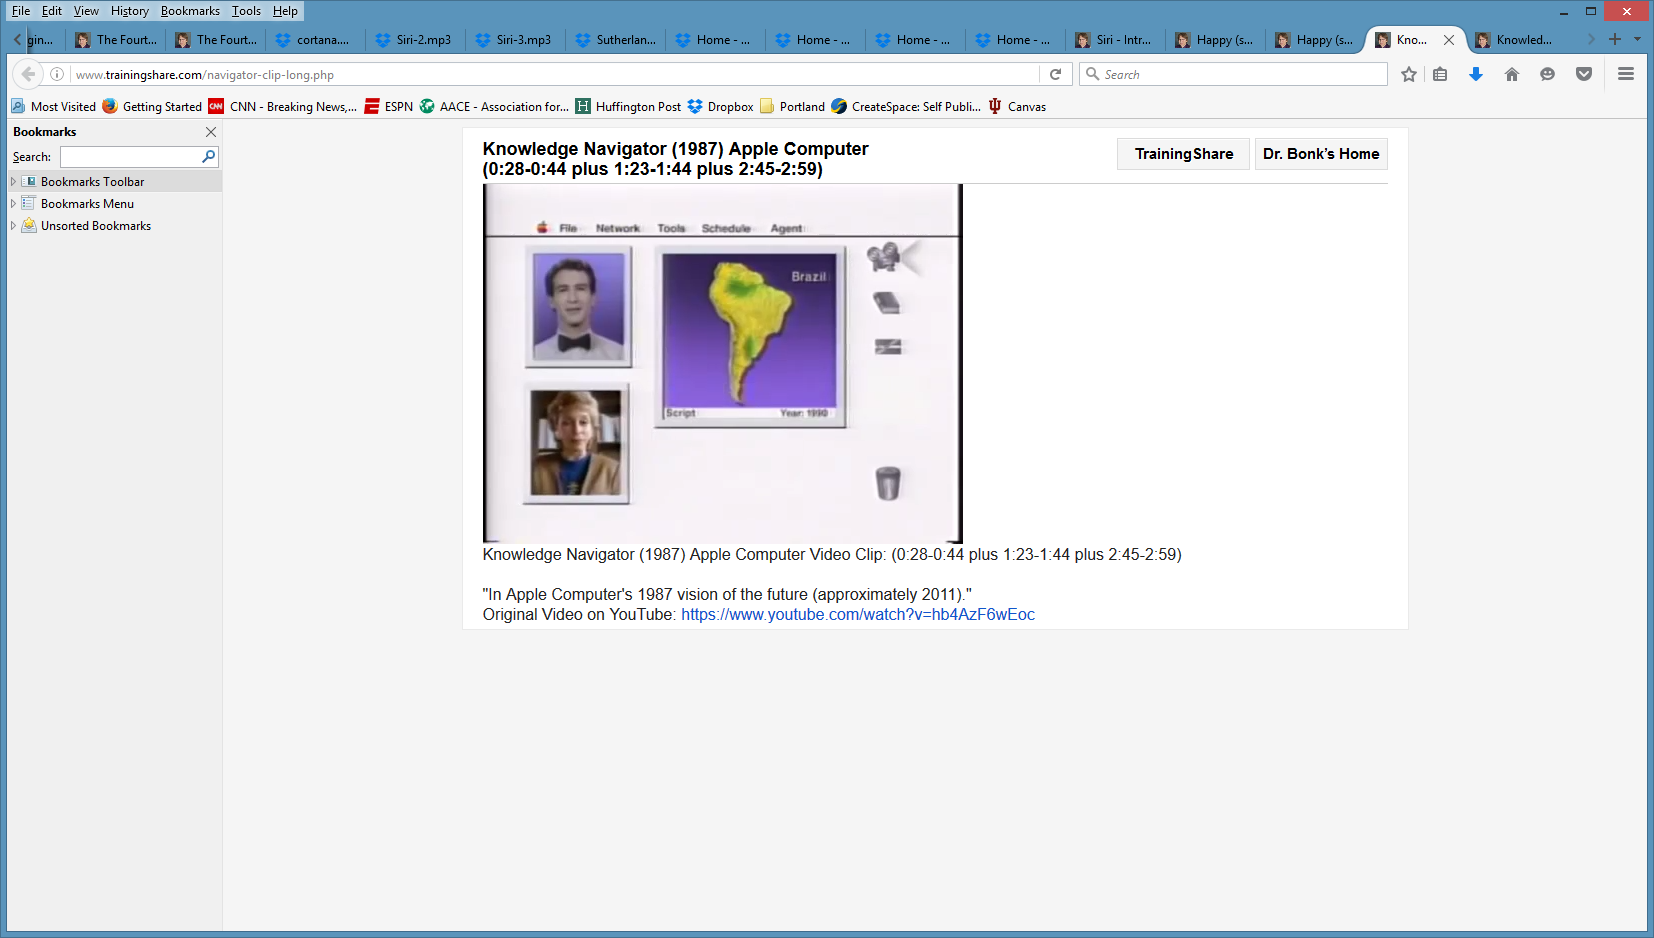 File Edit View History Bookmarks Tools Help
gin... The Fourt... The Fourt... cortana.... Siri-2.mp3 Siri-3.mp3 Sutherlan... Home - ... Home - ... Home - ... Home - ... Siri - Intr... Happy (s... Happy (s... Kno... Knowled...
www.trainingshare.com/navigator-clip-long.php
Search
Most Visited Getting Started CNN CNN - Breaking News,... ESPN AACE - Association for... H Huffington Post Dropbox Portland CreateSpace: Self Publi... Canvas
Bookmarks
Search:
Bookmarks Toolbar
Bookmarks Menu
Unsorted Bookmarks
Knowledge Navigator (1987) Apple Computer
(0:28-0:44 plus 1:23-1:44 plus 2:45-2:59)
TrainingShare
Dr. Bonk's Home
File Network Tools Schedule Agent
Brazil
Script Year: 1990
Knowledge Navigator (1987) Apple Computer Video Clip: (0:28-0:44 plus 1:23-1:44 plus 2:45-2:59)
"In Apple Computer's 1987 vision of the future (approximately 2011)."
Original Video on YouTube: https://www.youtube.com/watch?v=hb4AzF6wEoc